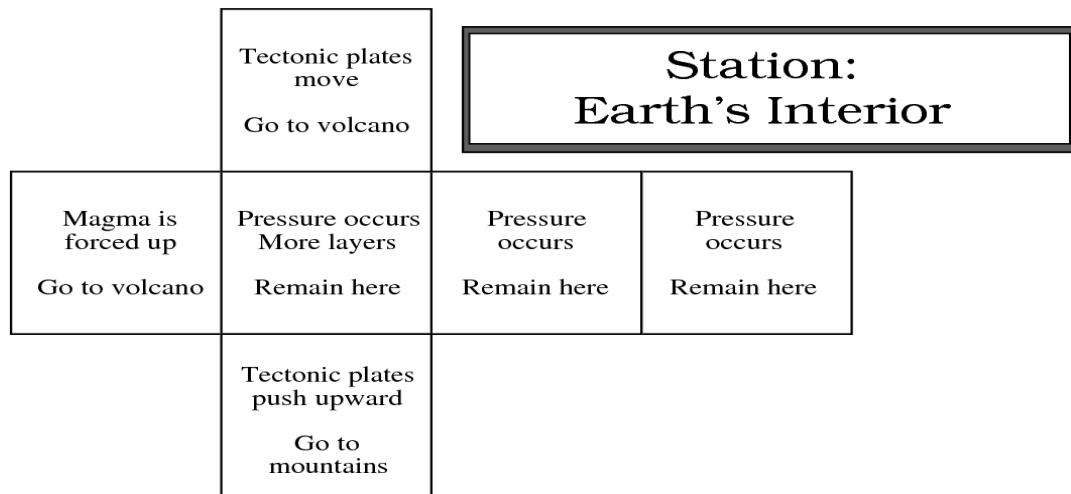 Tectonic plates
move
Go to volcano
Station:
Earth's Interior
Magma is
forced up
Go to volcano
Pressure occurs
More layers
Remain here
Pressure
occurs
Remain here
Pressure
occurs
Remain here
Tectonic plates
push upward
Go to
mountains